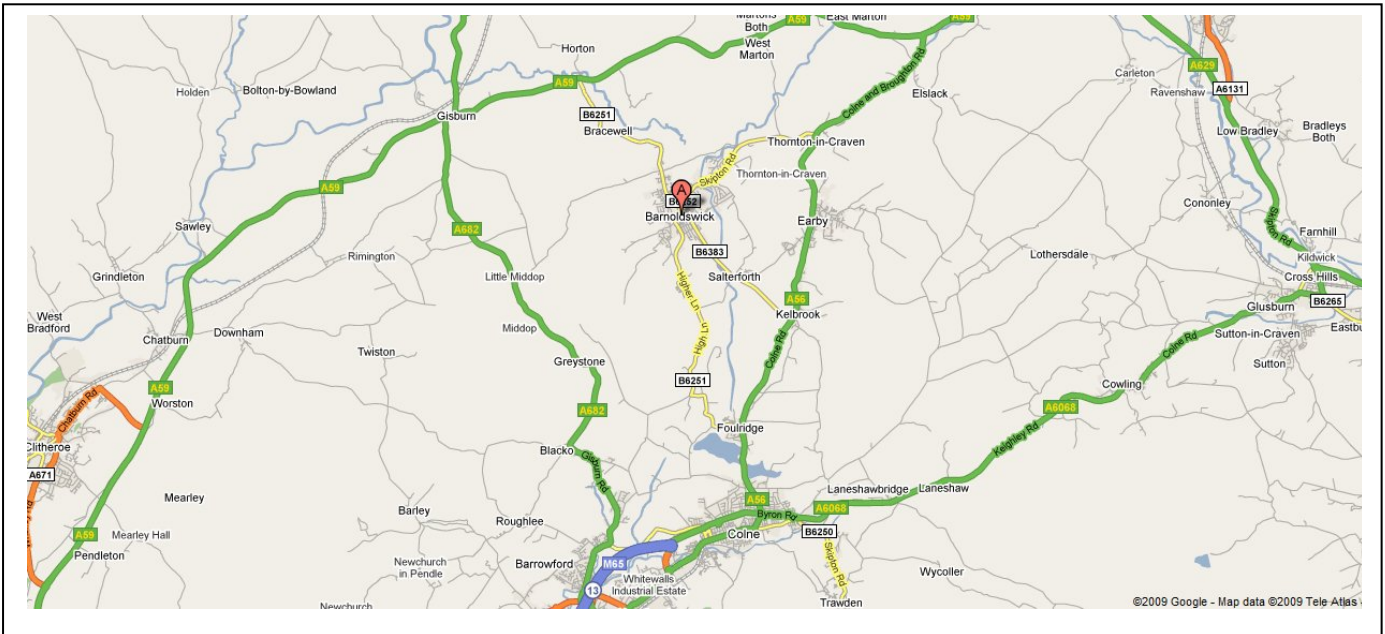 Martons
Both
A59
East Marton
A59
West
Marton
Horton
Holden
Bolton-by-Bowland
A59
Gisburn
B6251
Bracewell
Colne and Broughton Rd
Elslack
Carleton
A629
Ravenshaw
A6131
Low Bradley
Bradleys
Both
Thornton-in-Craven
Skipton Rd
Thornton-in-Craven
A59
A
Barnoldswick
Earby
Cononley
Skipton Rd
Farnhill
Kildwick
Cross Hills
Sawley
A682
Rimington
B6383
Lothersdale
Grindleton
Little Middop
Salterforth
Higher Ln
A56
B6265
Glusburn
West
Bradford
Downham
Middop
Kelbrook
Chatburn
Twiston
High Ln
Colne Rd
Colne Rd
Sutton-in-Craven
Sutton
Greystone
B6251
Cowling
A59
Worston
Chatburn Rd
A682
A6068
Clitheroe
Foulridge
Keighley Rd
Blacko
Gisburn Rd
A671
Mearley
Barley
Roughlee
A56
Laneshawbridge
Laneshaw
A6068
Byron Rd
A59
Mearley Hall
Colne
B6250
Pendleton
Newchurch
in Pendle
Barrowford
M65
Skipton Rd
Whitewalls
Industrial Estate
13
Wycoller
Newchurch
Trawden
©2009 Google - Map data ©2009 Tele Atlas